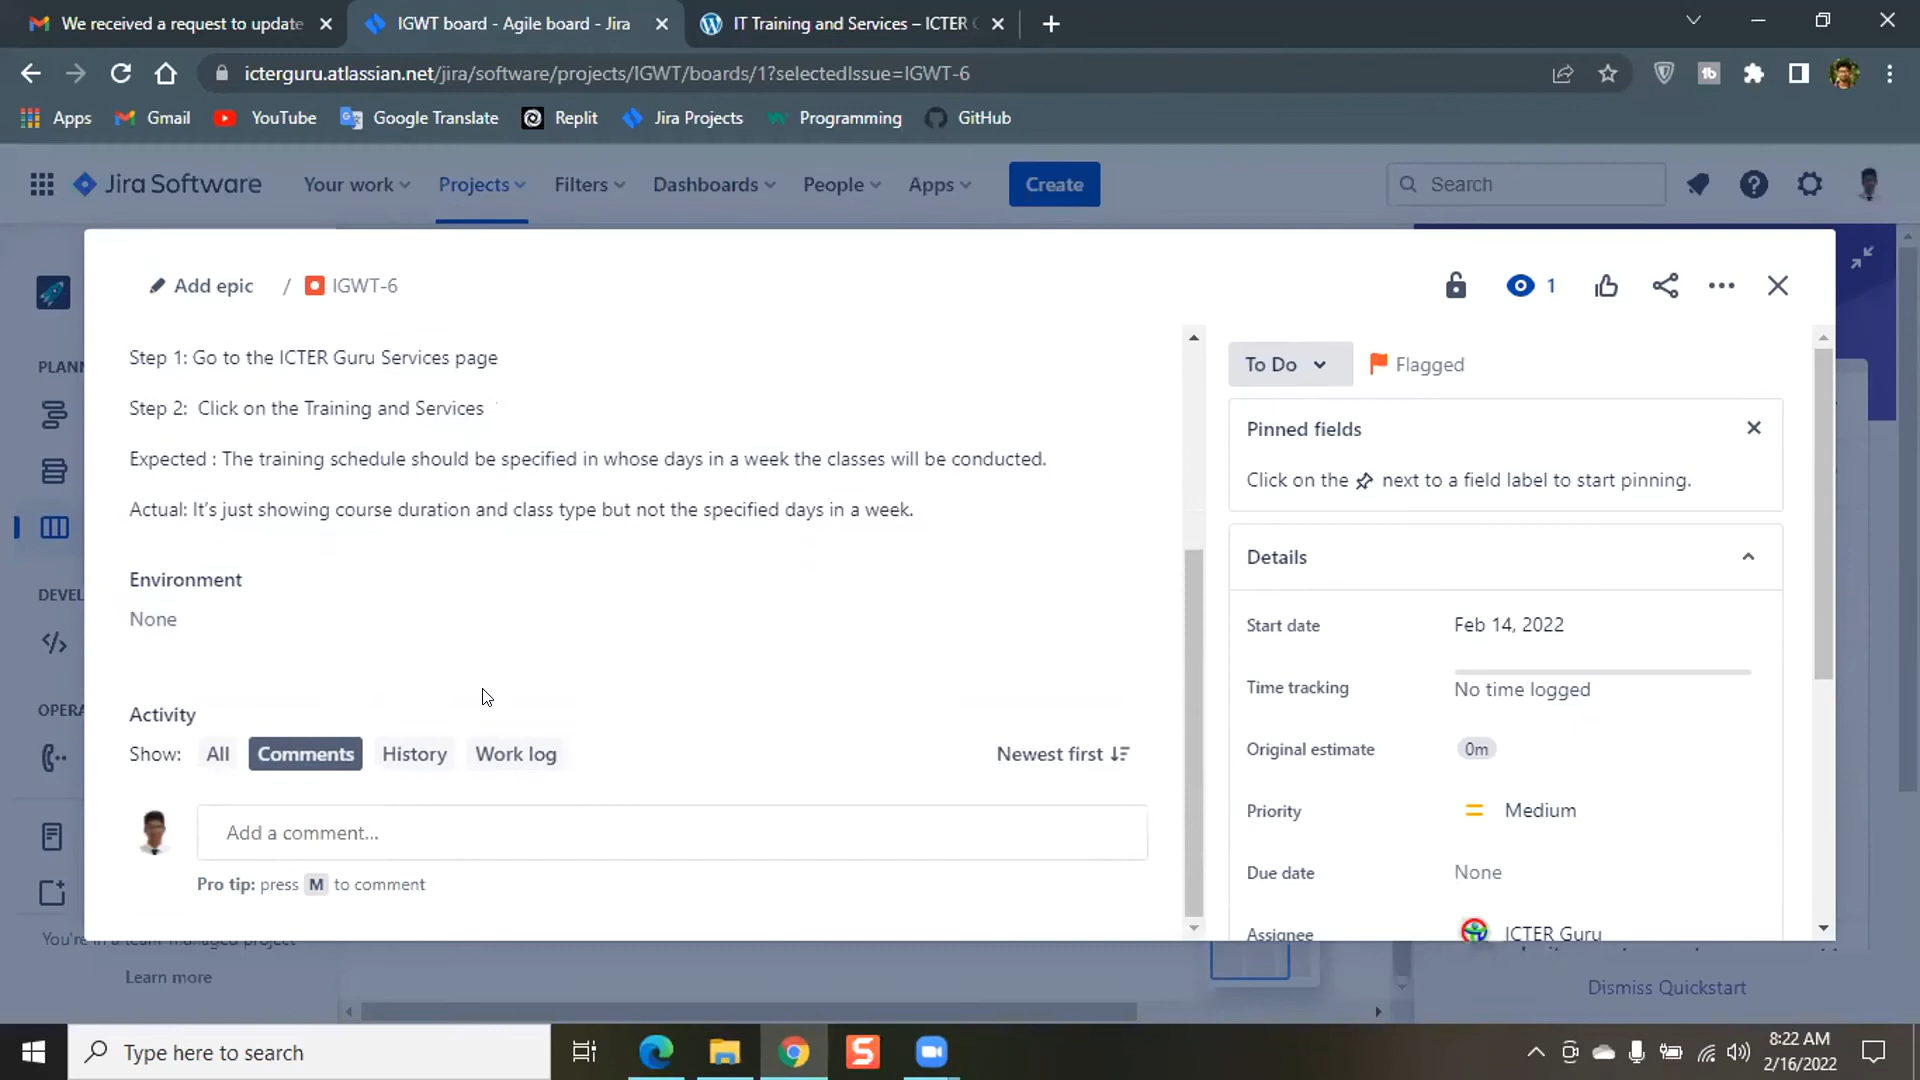 We received a request to update
IGWT board - Agile board - Jira
IT Training and Services – ICTER
icterguru.atlassian.net/jira/software/projects/IGWT/boards/1?selectedIssue=IGWT-6
Apps
Gmail
YouTube
Google Translate
Replit
Jira Projects
Programming
GitHub
Jira Software
Your work
Projects
Filters
Dashboards
People
Apps
Create
Search
Add epic
/
IGWT-6
1
Step 1: Go to the ICTER Guru Services page
Step 2:  Click on the Training and Services
Expected : The training schedule should be specified in whose days in a week the classes will be conducted.
Actual: It’s just showing course duration and class type but not the specified days in a week.
Environment
None
Activity
Show:
All
Comments
History
Work log
Newest first
Add a comment...
Pro tip: press M to comment
To Do
Flagged
Pinned fields
Click on the next to a field label to start pinning.
Details
Start date
Feb 14, 2022
Time tracking
No time logged
Original estimate
0m
Priority
Medium
Due date
None
Assignee
ICTER Guru
PLANN
DEVEL
OPERA
Learn more
Dismiss Quickstart
Type here to search
8:22 AM
2/16/2022